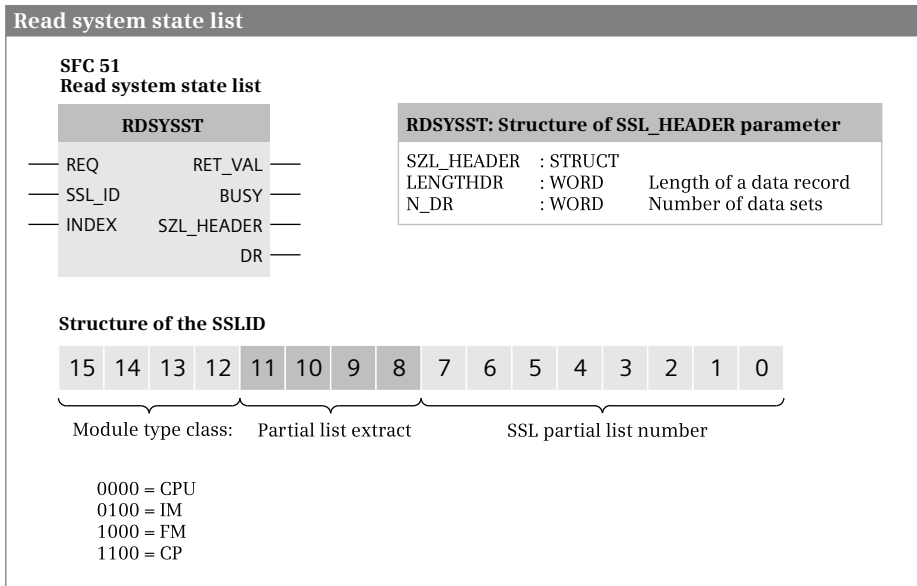 Read system state list
SFC 51
Read system state list
RDSYSST
REQ RET_VAL
SSL_ID BUSY
INDEX SZL_HEADER
DR
RDSYSST: Structure of SSL_HEADER parameter
SZL_HEADER : STRUCT
LENGTHDR : WORD Length of a data record
N_DR : WORD Number of data sets
Structure of the SSLID
15 14 13 12 11 10 9 8 7 6 5 4 3 2 1 0
Module type class: Partial list extract SSL partial list number
0000 = CPU
0100 = IM
1000 = FM
1100 = CP